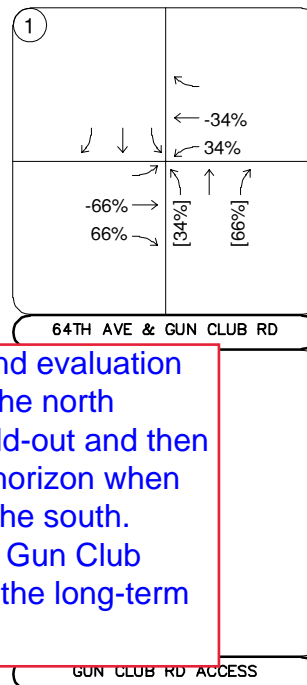 1
-34%
34%
-66%
66%
[34%]
[66%]
64TH AVE & GUN CLUB RD
nd evaluation
he north
ld-out and then
horizon when
he south.
Gun Club
the long-term
GUN CLUB RD ACCESS